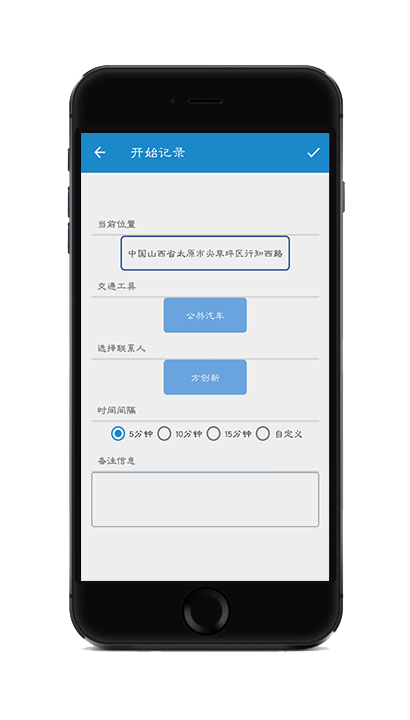 开始记录
当前位置
中国山西省太原市尖草坪区行知西路
交通工具
公共汽车
选择联系人
方创新
时间间隔
5分钟 10分钟 15分钟 自定义
备注信息